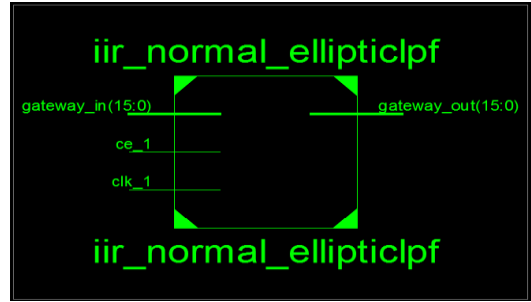 iir_normal_ellipticlpf
gateway_in(15:0) gateway_out(15:0)
ce_1
clk_1
iir_normal_ellipticlpf